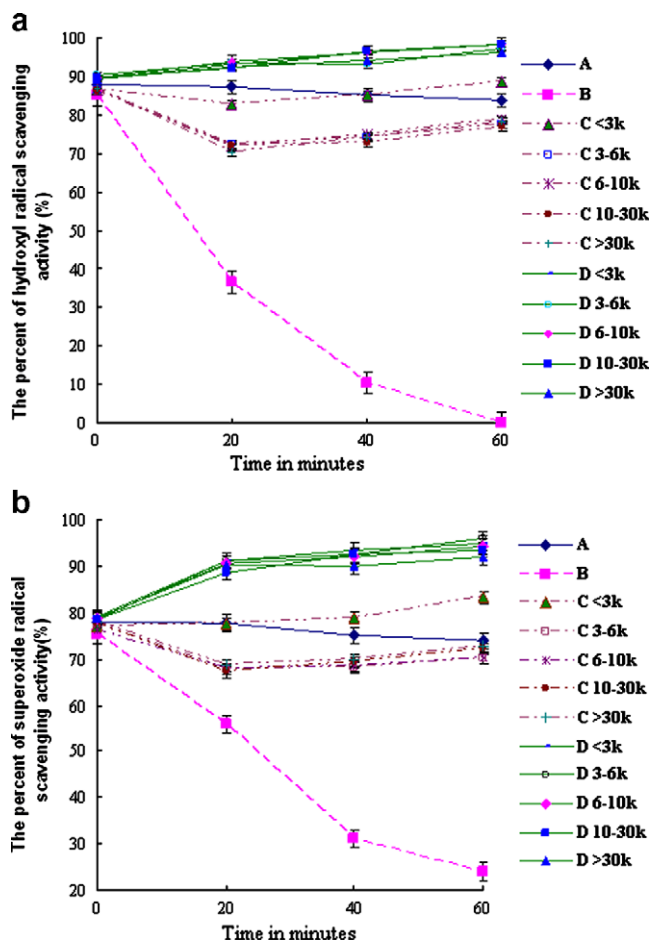 a
The percent of hydroxyl radical scavenging
activity (%)
100
90
80
70
60
50
40
30
20
10
0
0 20 40 60
Time in minutes
A
B
C <3k
C 3-6k
C 6-10k
C 10-30k
C >30k
D <3k
D 3-6k
D 6-10k
D 10-30k
D >30k
b
The percent of superoxide radical
scavenging activity(%)
100
90
80
70
60
50
40
30
20
0 20 40 60
Time in minutes
A
B
C <3k
C 3-6k
C 6-10k
C 10-30k
C >30k
D <3k
D 3-6k
D 6-10k
D 10-30k
D >30k